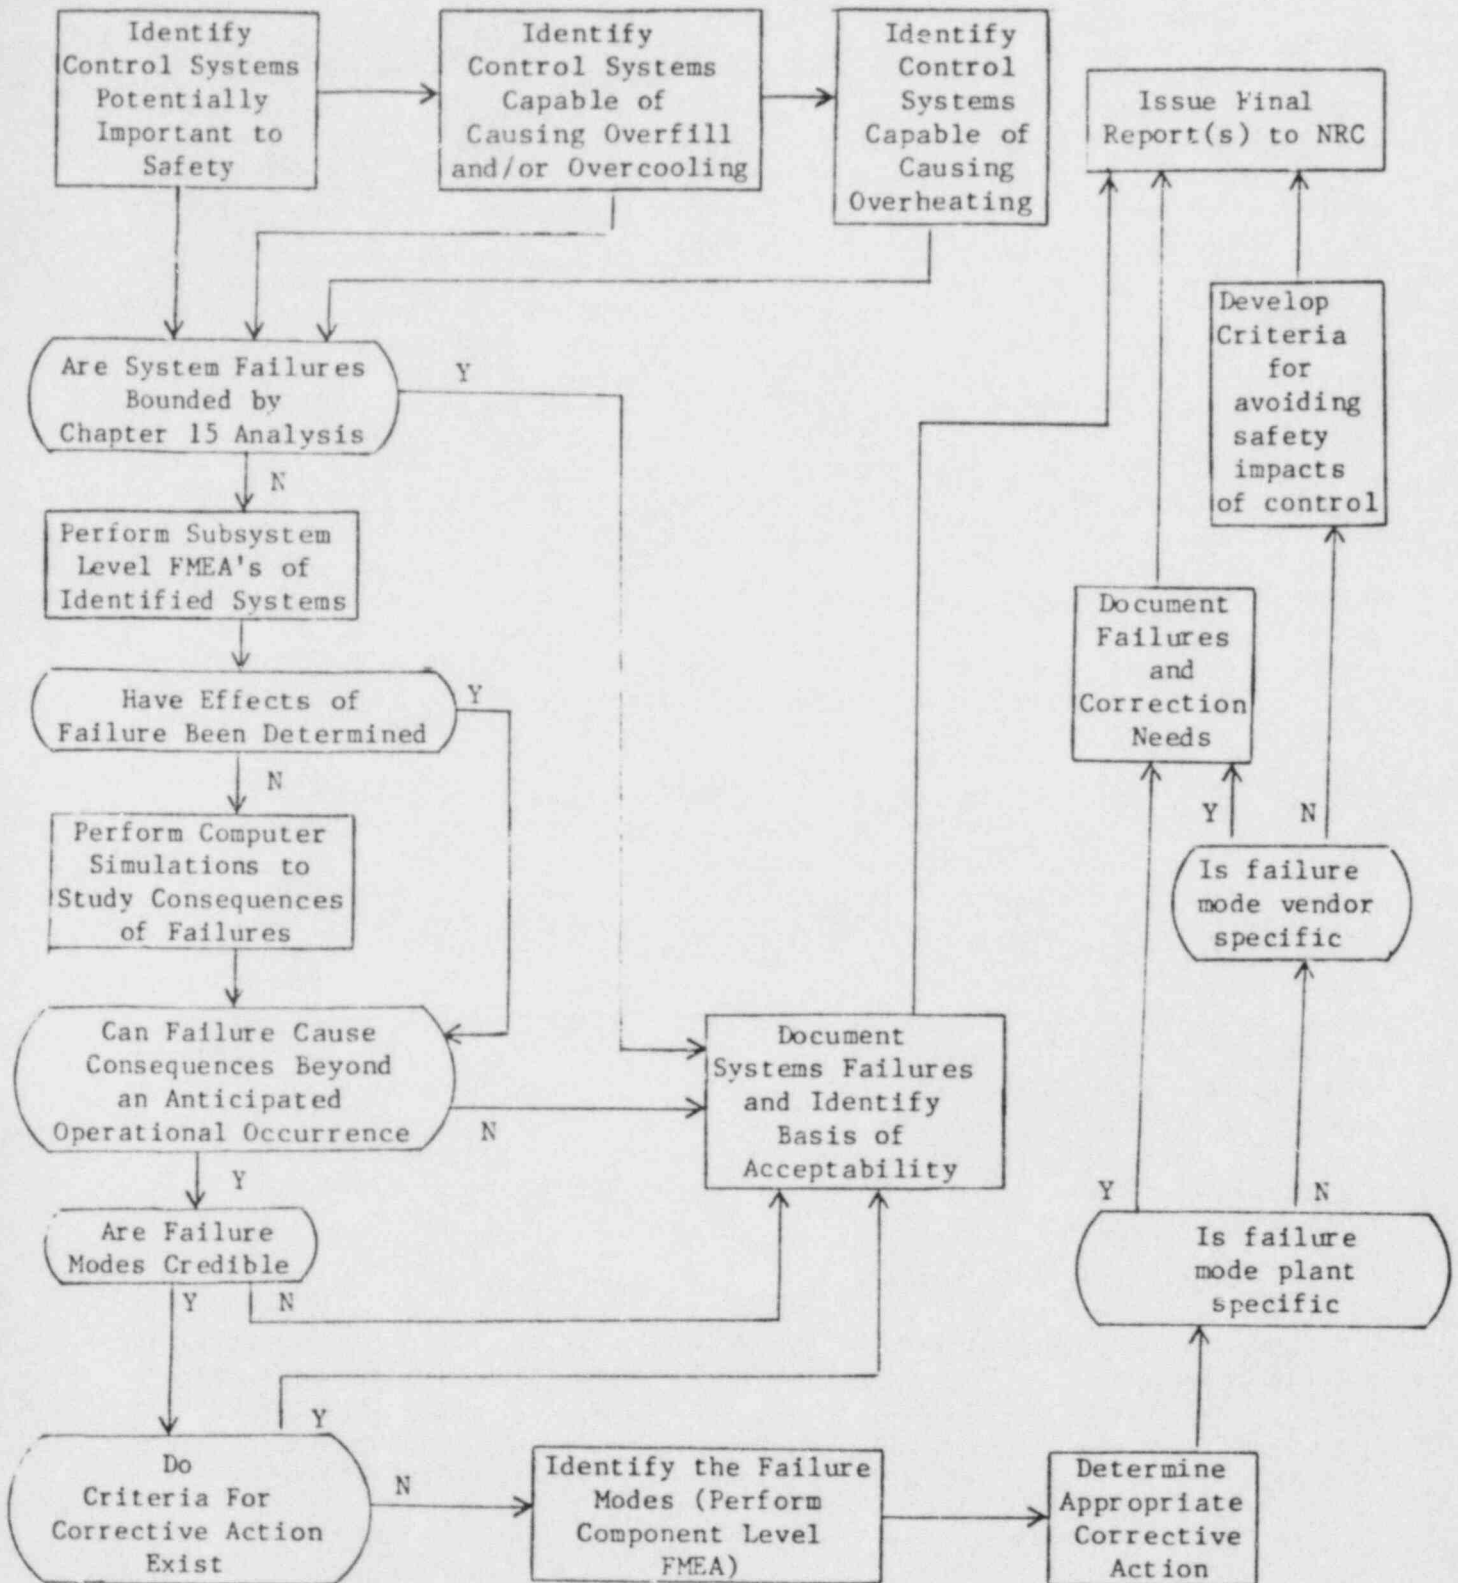 Identify
Control Systems
Potentially
Important to
Safety
Identify
Control Systems
Capable of
Causing Overfill
and/or Overcooling
Identify
Control
Systems
Capable of
Causing
Overheating
Issue Final
Report(s) to NRC
Develop
Criteria
for
avoiding
safety
impacts
of control
Are System Failures
Bounded by
Chapter 15 Analysis
Y
N
Perform Subsystem
Level FMEA's of
Identified Systems
Document
Failures
and
Correction
Needs
Have Effects of
Failure Been Determined
Y
N
Perform Computer
Simulations to
Study Consequences
of Failures
Y
N
Is failure
mode vendor
specific
Can Failure Cause
Consequences Beyond
an Anticipated
Operational Occurrence
N
Y
Document
Systems Failures
and Identify
Basis of
Acceptability
Are Failure
Modes Credible
Y
N
Y
N
Is failure
mode plant
specific
Do
Criteria For
Corrective Action
Exist
Y
N
Identify the Failure
Modes (Perform
Component Level
FMEA)
Determine
Appropriate
Corrective
Action